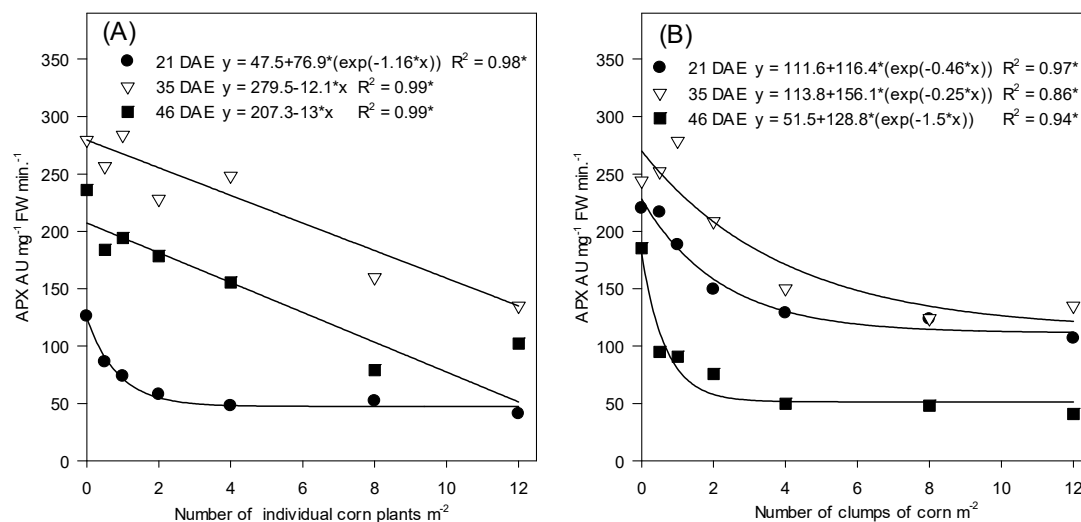 (A)
21 DAE y = 47.5+76.9*(exp(-1.16*x)) R² = 0.98*
35 DAE y = 279.5-12.1*x R² = 0.99*
46 DAE y = 207.3-13*x R² = 0.99*
350
300
250
200
150
100
50
0
APX AU mg⁻¹ FW min.⁻¹
0 2 4 6 8 10 12
Number of individual corn plants m⁻²
(B)
21 DAE y = 111.6+116.4*(exp(-0.46*x)) R² = 0.97*
35 DAE y = 113.8+156.1*(exp(-0.25*x)) R² = 0.86*
46 DAE y = 51.5+128.8*(exp(-1.5*x)) R² = 0.94*
350
300
250
200
150
100
50
0
APX AU mg⁻¹ FW min.⁻¹
0 2 4 6 8 10 12
Number of clumps of corn m⁻²